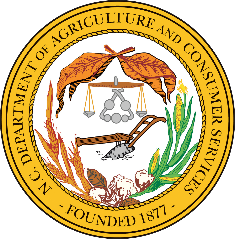 N.C. DEPARTMENT OF AGRICULTURE AND CONSUMER SERVICES
- FOUNDED 1877 -